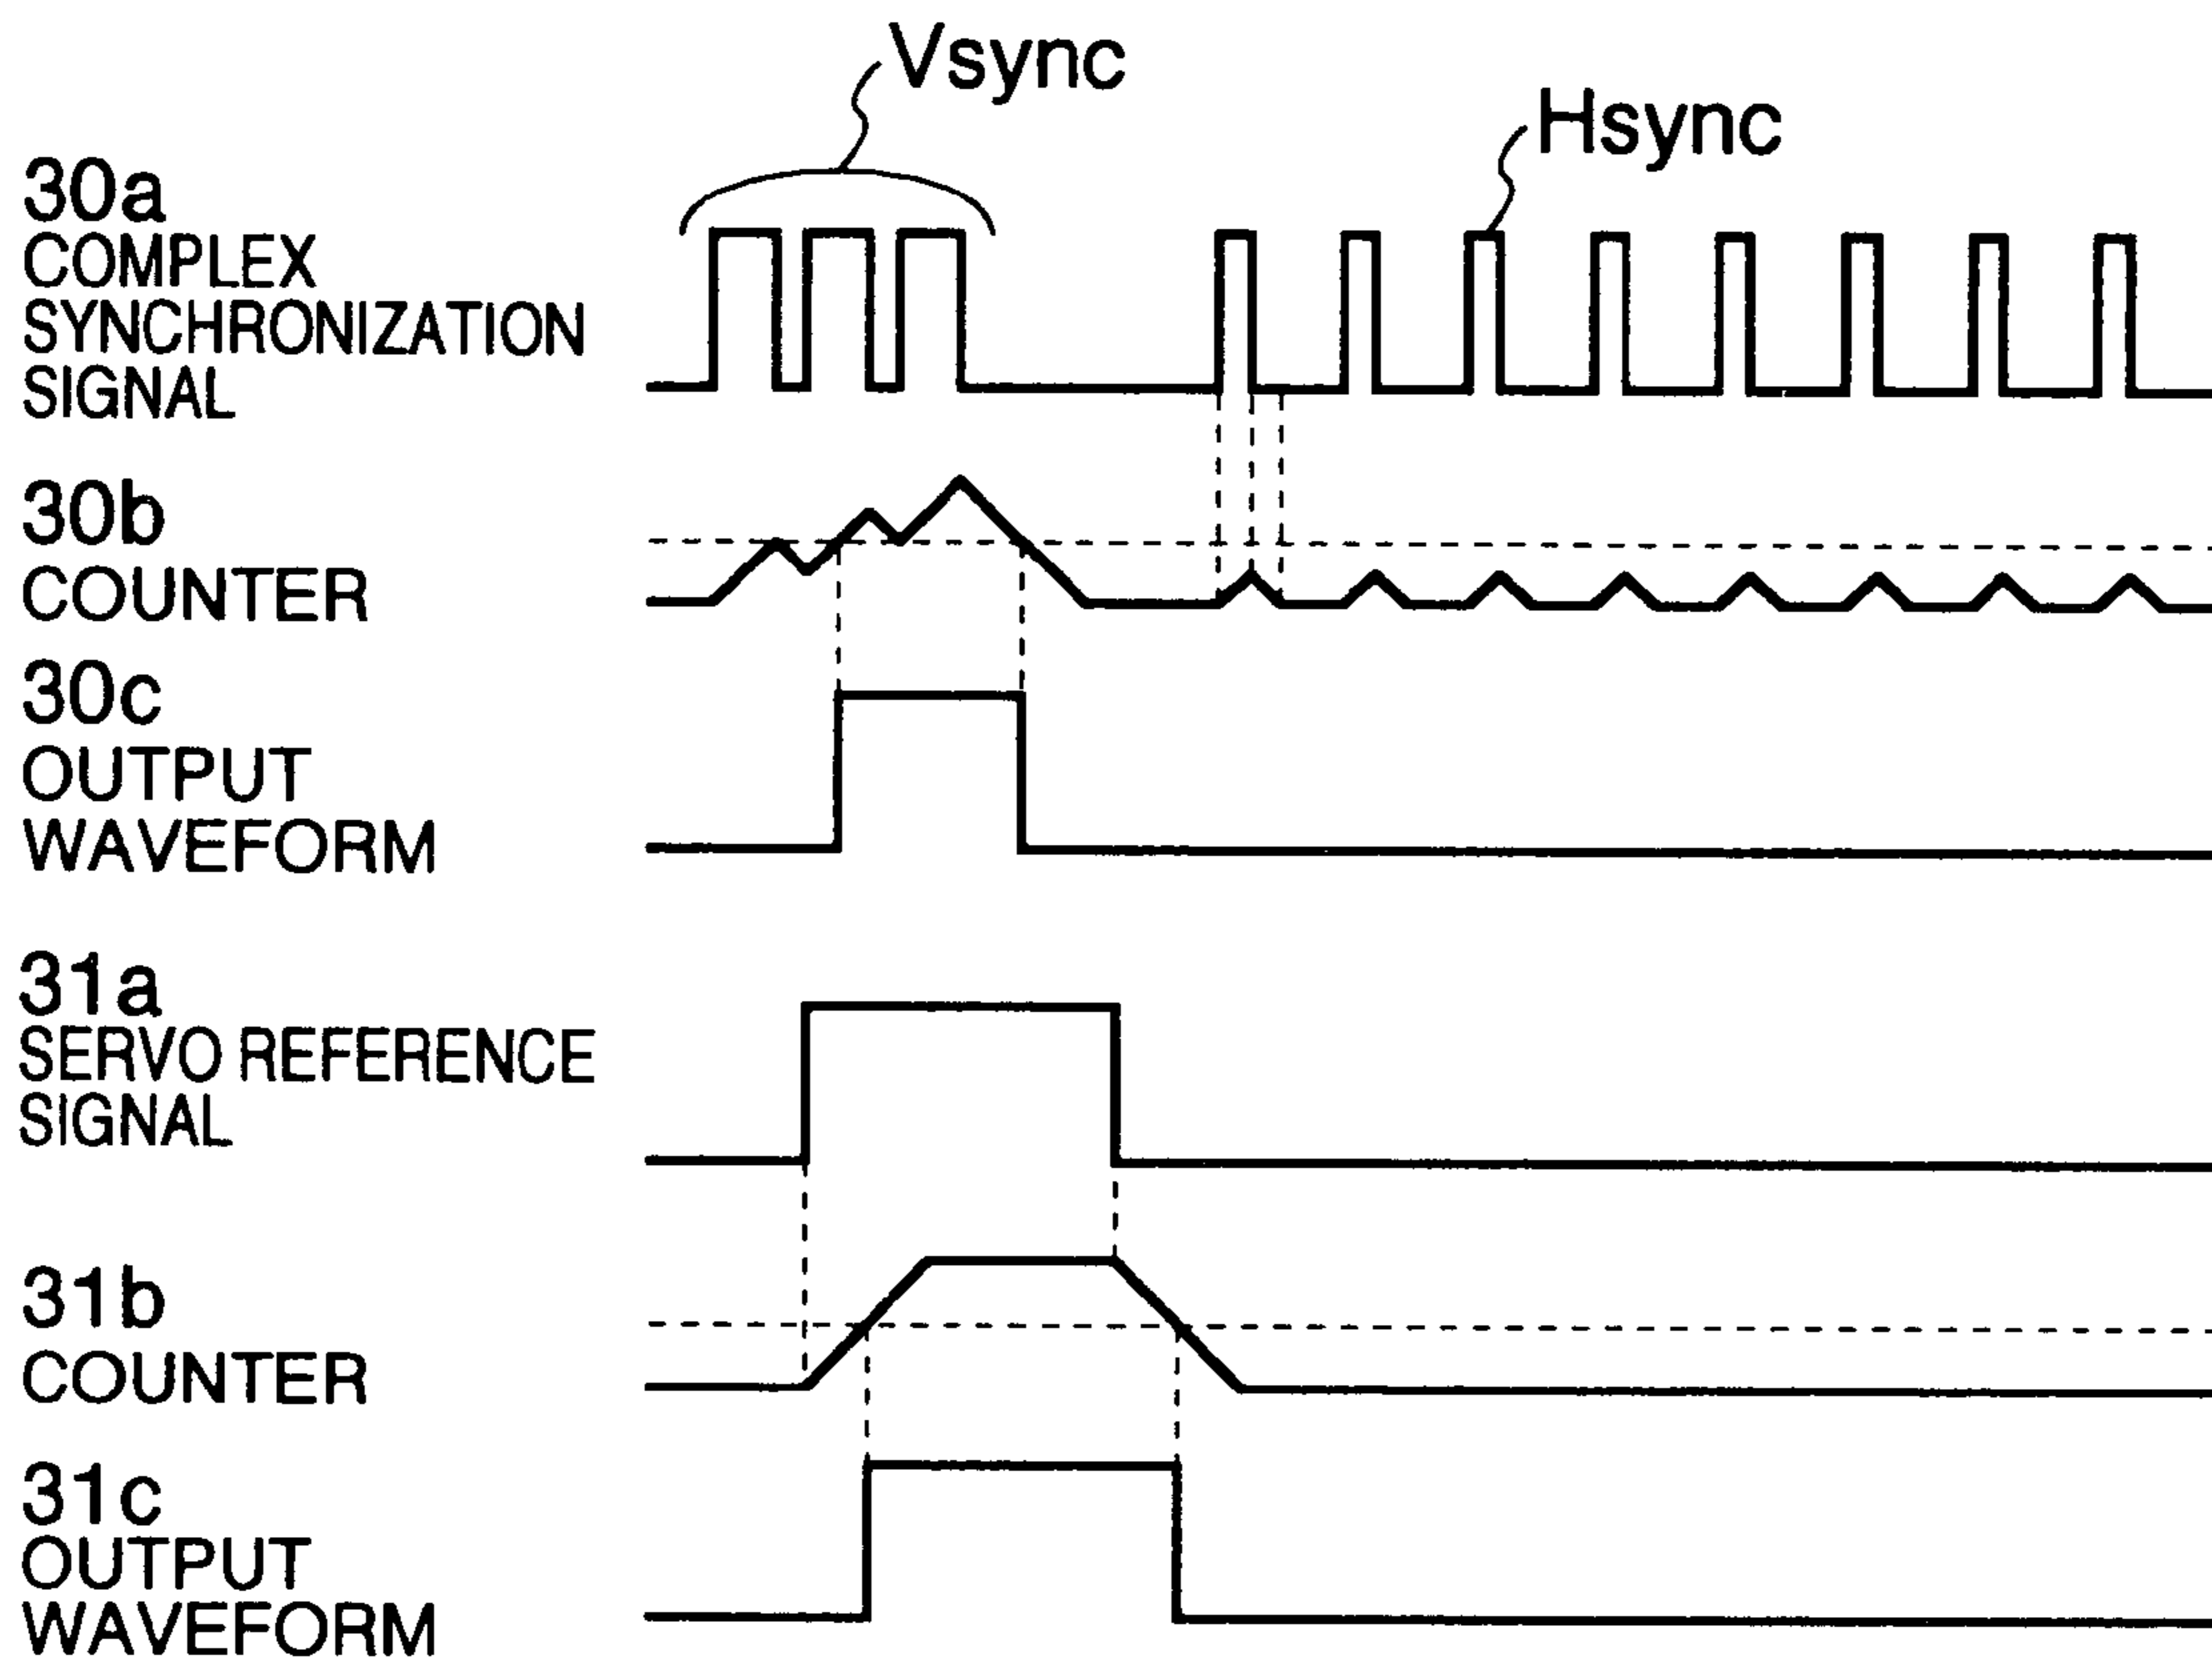 Vsync
Hsync
30a
COMPLEX
SYNCHRONIZATION
SIGNAL
30b
COUNTER
30c
OUTPUT
WAVEFORM
31a
SERVO REFERENCE
SIGNAL
31b
COUNTER
31c
OUTPUT
WAVEFORM